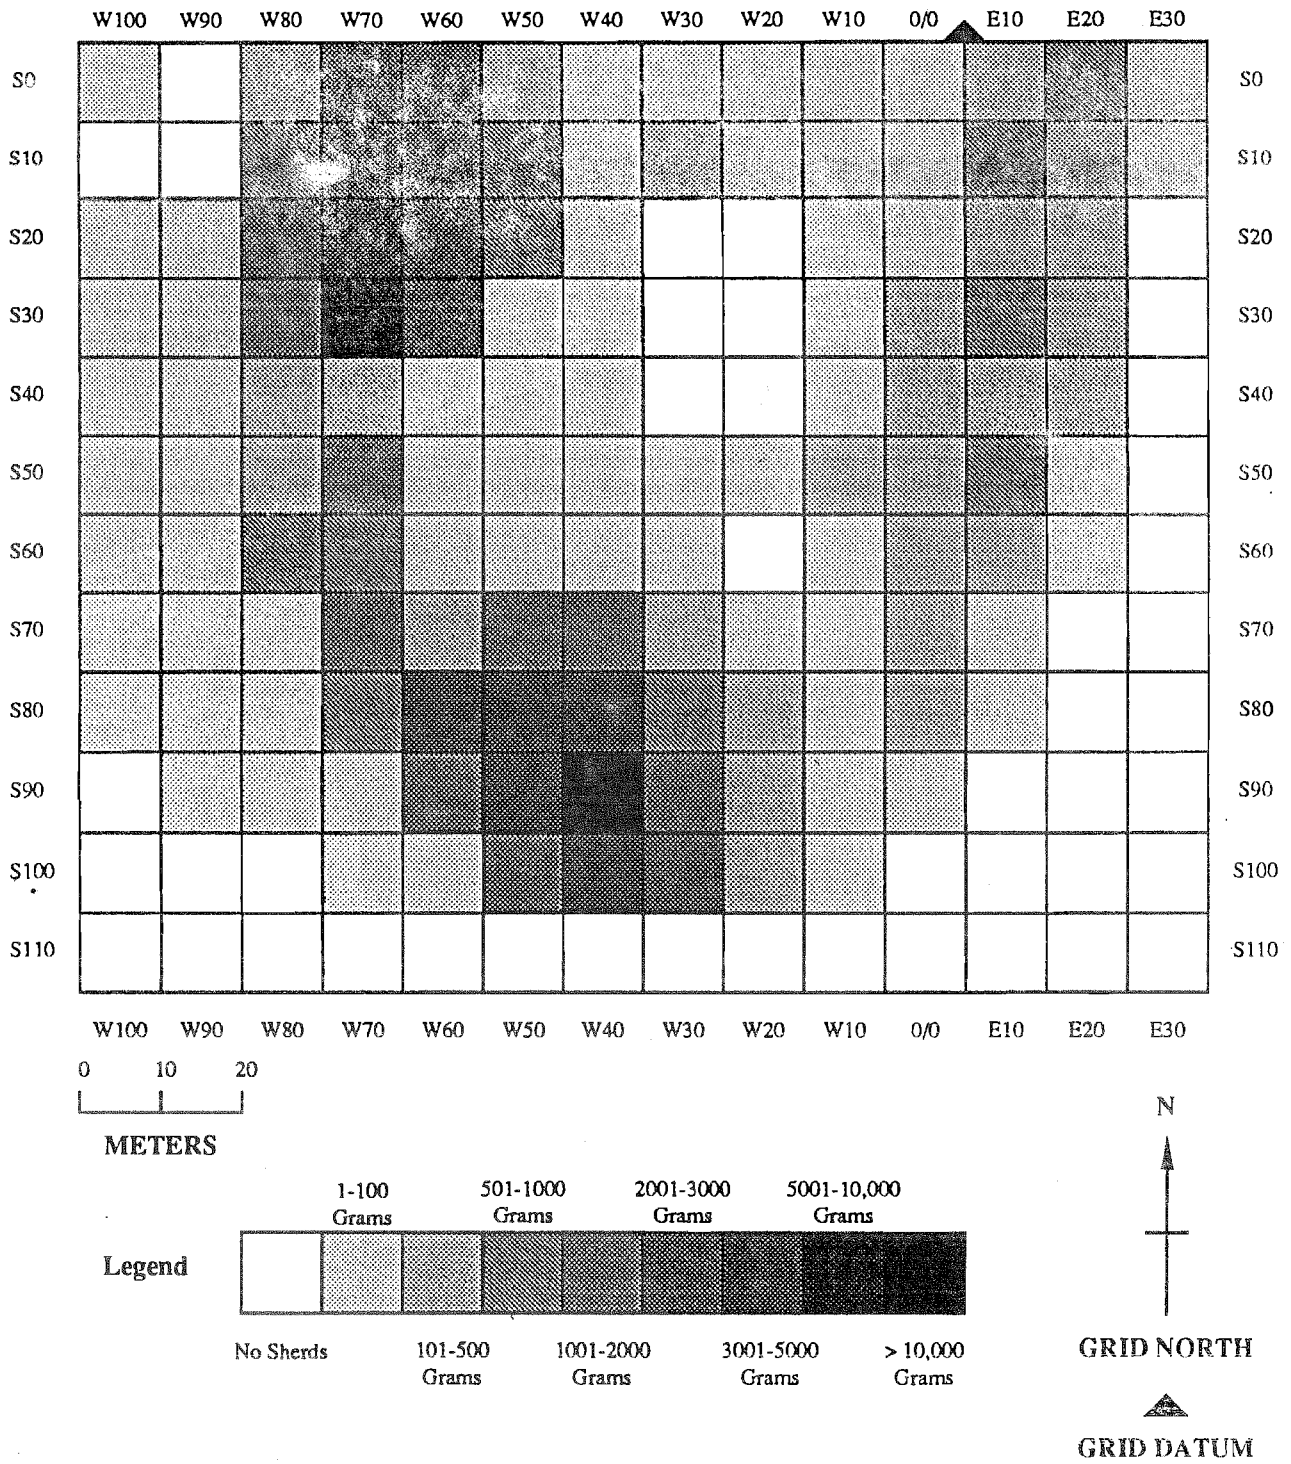 W100 W90 W80 W70 W60 W50 W40 W30 W20 W10 0/0 E10 E20 E30
S0 S0
S10 S10
S20 S20
S30 S30
S40 S40
S50 S50
S60 S60
S70 S70
S80 S80
S90 S90
S100 S100
S110 S110
W100 W90 W80 W70 W60 W50 W40 W30 W20 W10 0/0 E10 E20 E30
0 10 20
METERS
N
1-100 501-1000 2001-3000 5001-10,000
Grams Grams Grams Grams
Legend
No Sherds 101-500 1001-2000 3001-5000 > 10,000
Grams Grams Grams Grams
GRID NORTH
GRID DATUM